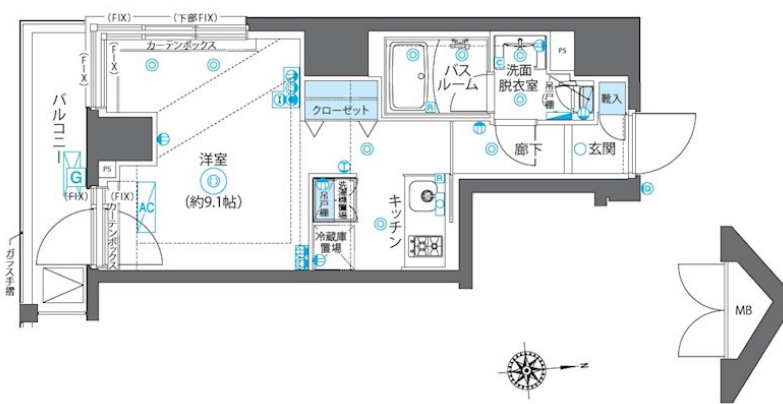 (FIX)
(下部FIX)
カーテンボックス
(FIX)
(FIX)
バルコニー
PS
G
(FIX)
(FIX)
カーテンボックス
AC
ガラス手摺
洋室
(約9.1帖)
クローゼット
吊戸棚
洗濯機置場
冷蔵庫
置場
キッチン
R
バス
ルーム
R
洗面
脱衣室
C
PS
吊戸棚
靴入
廊下
玄関
MB
N